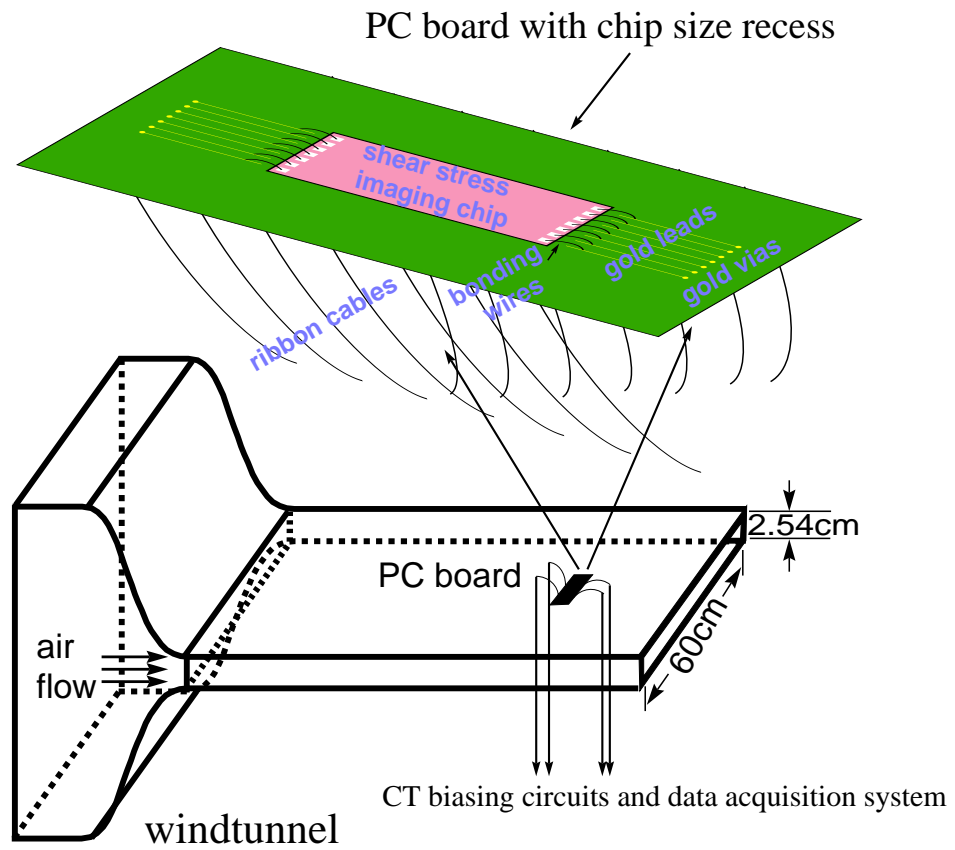 PC board with chip size recess
shear stress
imaging chip
gold leads
gold vias
bonding
wires
ribbon cables
2.54cm
PC board
60cm
air
flow
CT biasing circuits and data acquisition system
windtunnel